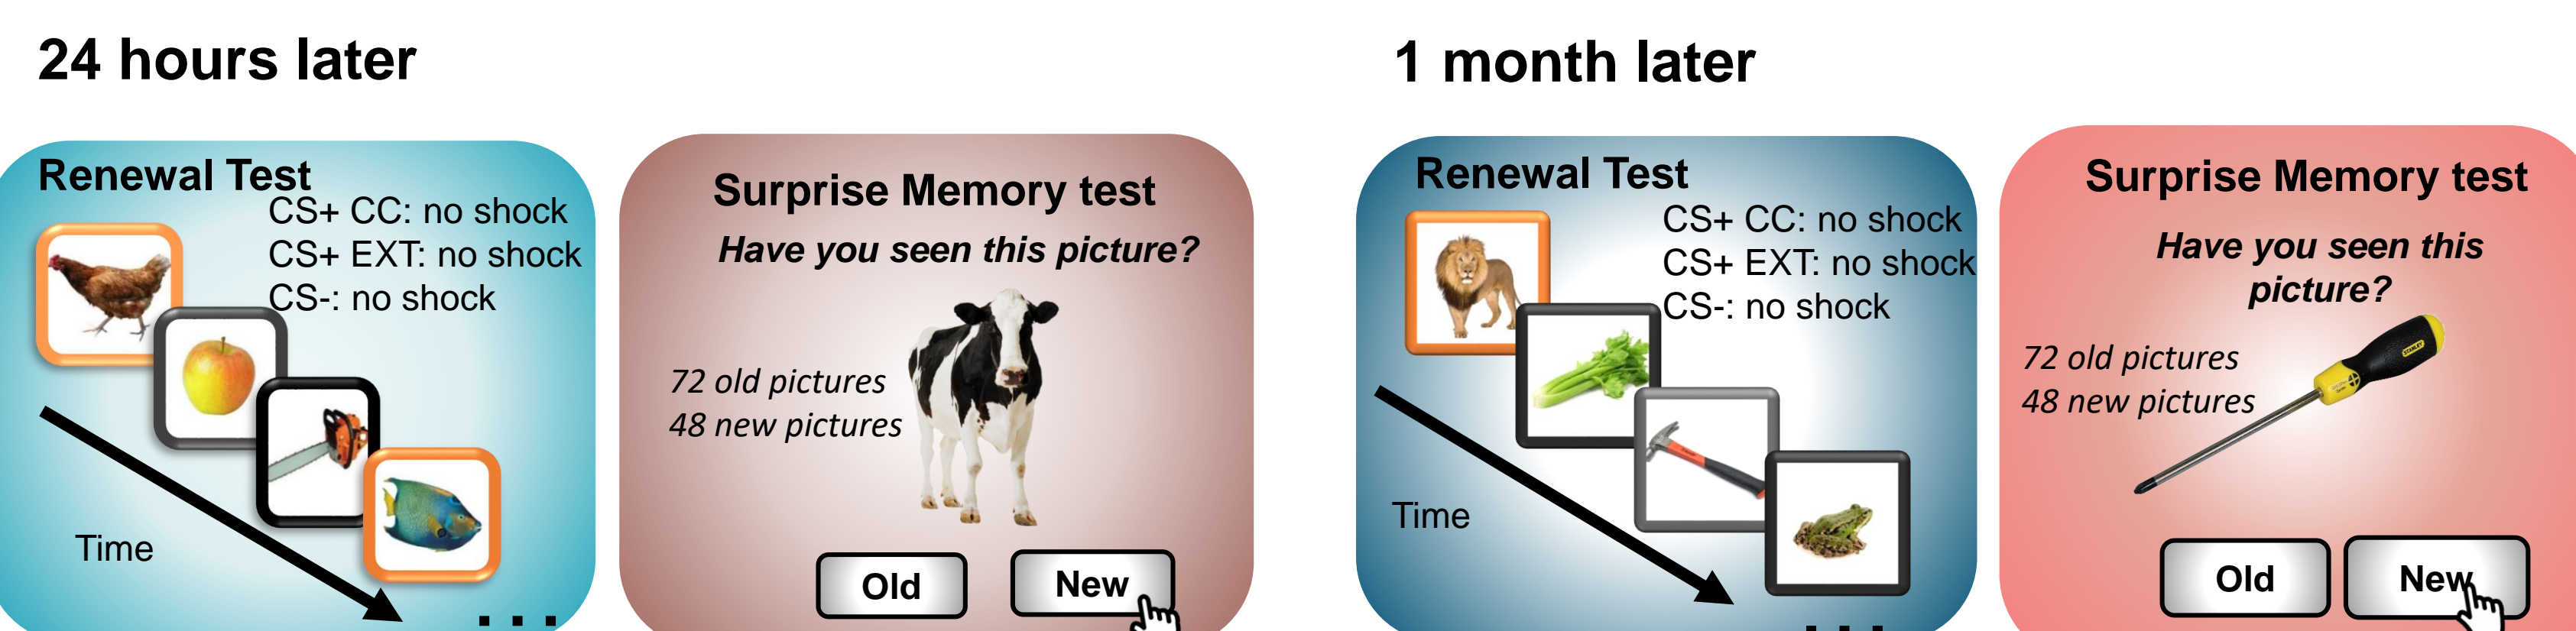 24 hours later
Renewal Test
CS+ CC: no shock
CS+ EXT: no shock
CS-: no shock
Time
...
Surprise Memory test
Have you seen this picture?
72 old pictures
48 new pictures
Old
New
1 month later
Renewal Test
CS+ CC: no shock
CS+ EXT: no shock
CS-: no shock
Time
...
Surprise Memory test
Have you seen this
picture?
72 old pictures
48 new pictures
STANLEY
Old
New